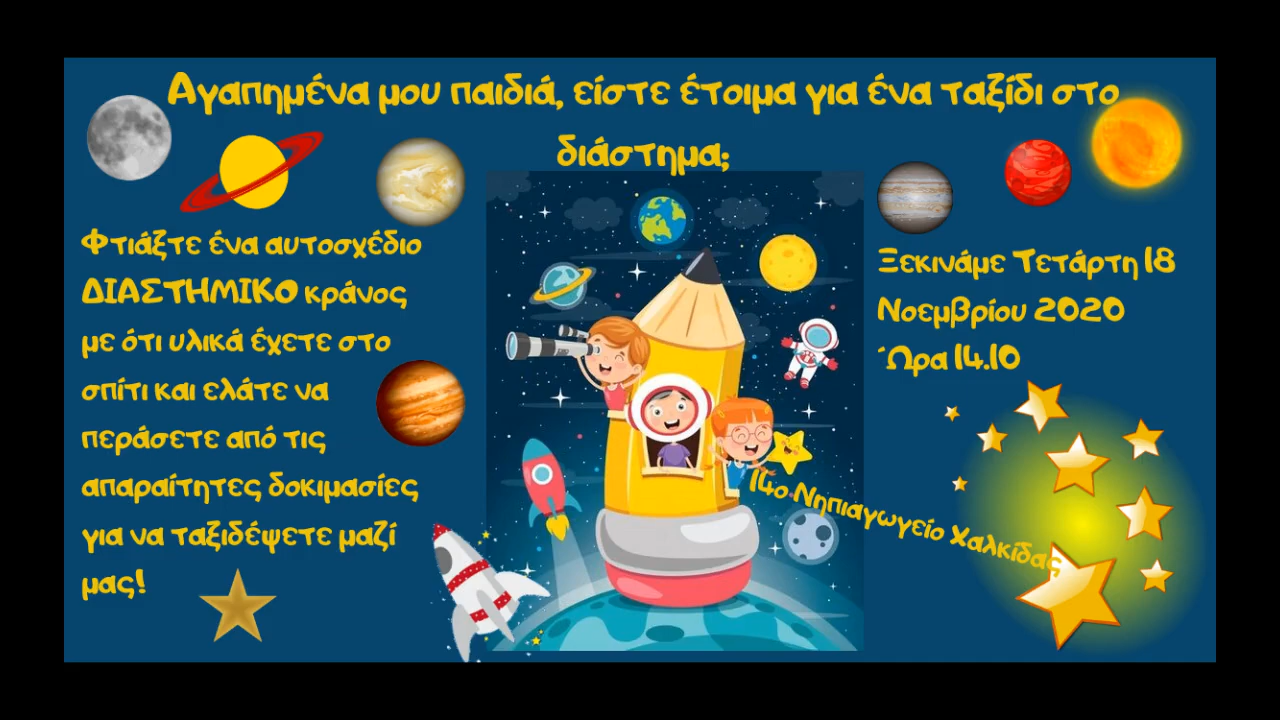 Αγαπημένα μου παιδιά, είστε έτοιμα για ένα ταξίδι στο
διάστημα;
Φτιάξτε ένα αυτοσχέδιο
ΔΙΑΣΤΗΜΙΚΟ κράνος
με ότι υλικά έχετε στο
σπίτι και ελάτε να
περάσετε από τις
απαραίτητες δοκιμασίες
για να ταξιδέψετε μαζί
μας!
Ξεκινάμε Τετάρτη 18
Νοεμβρίου 2020
Ώρα 14.10
14ο Νηπιαγωγείο Χαλκίδας